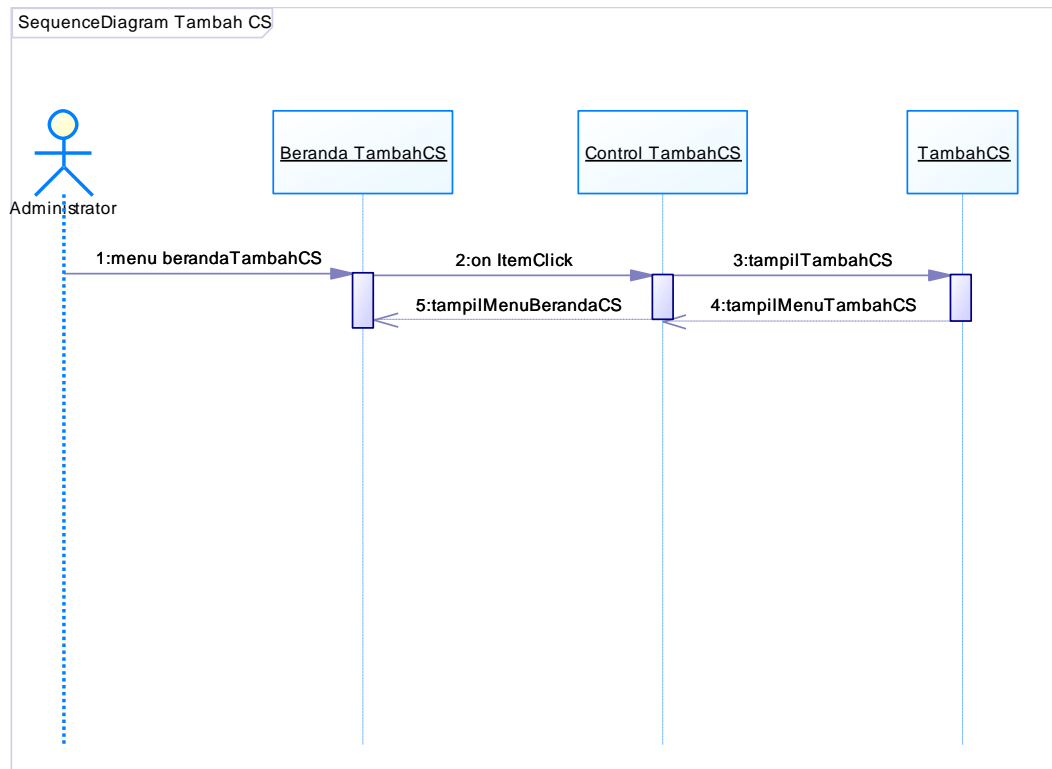 SequenceDiagram Tambah CS
Administrator
Beranda TambahCS
Control TambahCS
TambahCS
1:menu berandaTambahCS
2:on ItemClick
3:tampilTambahCS
5:tampilMenuBerandaCS
4:tampilMenuTambahCS